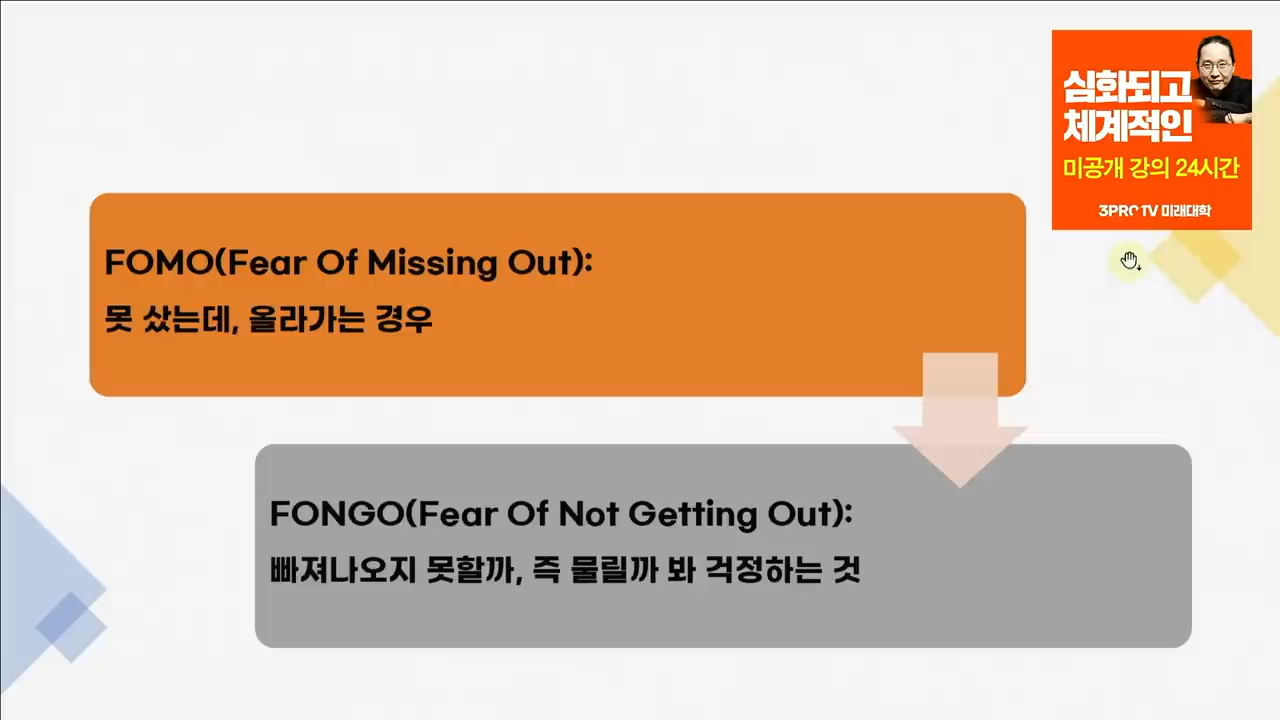 심화되고
체계적인
미공개 강의 24시간
3PRO TV 미래대학
FOMO(Fear Of Missing Out):
못 샀는데, 올라가는 경우
FONGO(Fear Of Not Getting Out):
빠져나오지 못할까, 즉 물릴까 봐 걱정하는 것